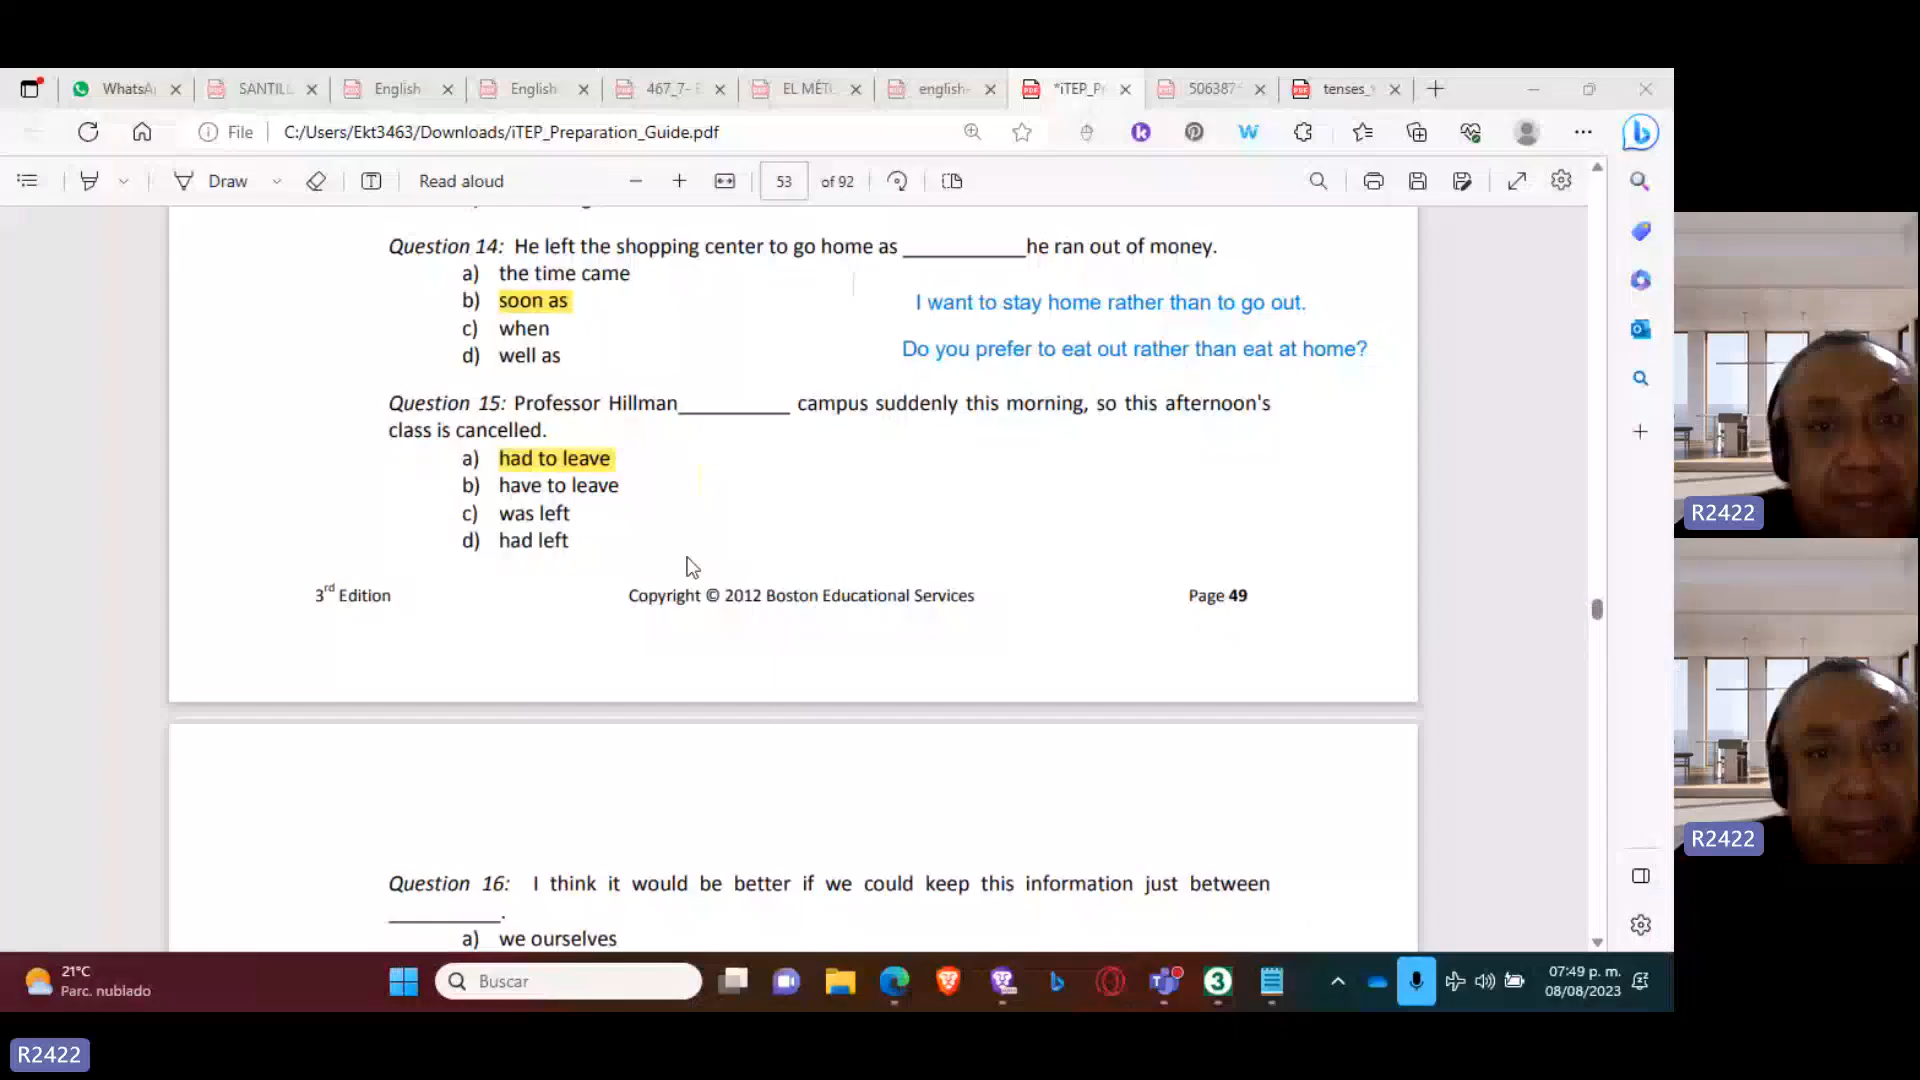 WhatsA
SANTILL
English
English
467_7- E
EL MÉT
english-
*iTEP_P
506387-
tenses_
File
C:/Users/Ekt3463/Downloads/iTEP_Preparation_Guide.pdf
Draw
Read aloud
53
of 92
Question 14: He left the shopping center to go home as ___________he ran out of money.
a) the time came
b) soon as
I want to stay home rather than to go out.
c) when
Do you prefer to eat out rather than eat at home?
d) well as
Question 15: Professor Hillman__________ campus suddenly this morning, so this afternoon's
class is cancelled.
a) had to leave
b) have to leave
c) was left
d) had left
3rd Edition
Copyright © 2012 Boston Educational Services
Page 49
Question 16: I think it would be better if we could keep this information just between
__________.
a) we ourselves
R2422
R2422
21°C
Parc. nublado
Buscar
07:49 p. m.
08/08/2023
R2422